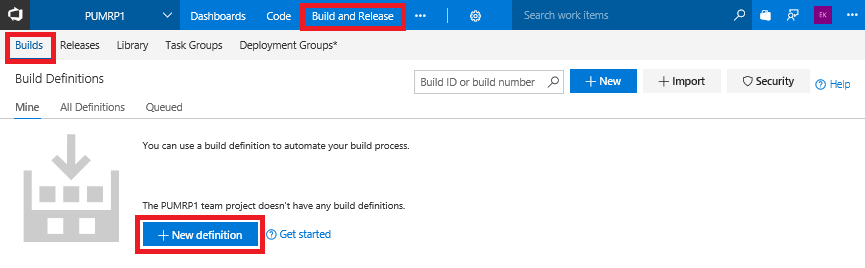 PUMRP1 Dashboards Code Build and Release ••• Search work items EK •••
Builds Releases Library Task Groups Deployment Groups*
Build Definitions Build ID or build number + New + Import Security ? Help
Mine All Definitions Queued
You can use a build definition to automate your build process.
The PUMRP1 team project doesn't have any build definitions.
+ New definition ? Get started